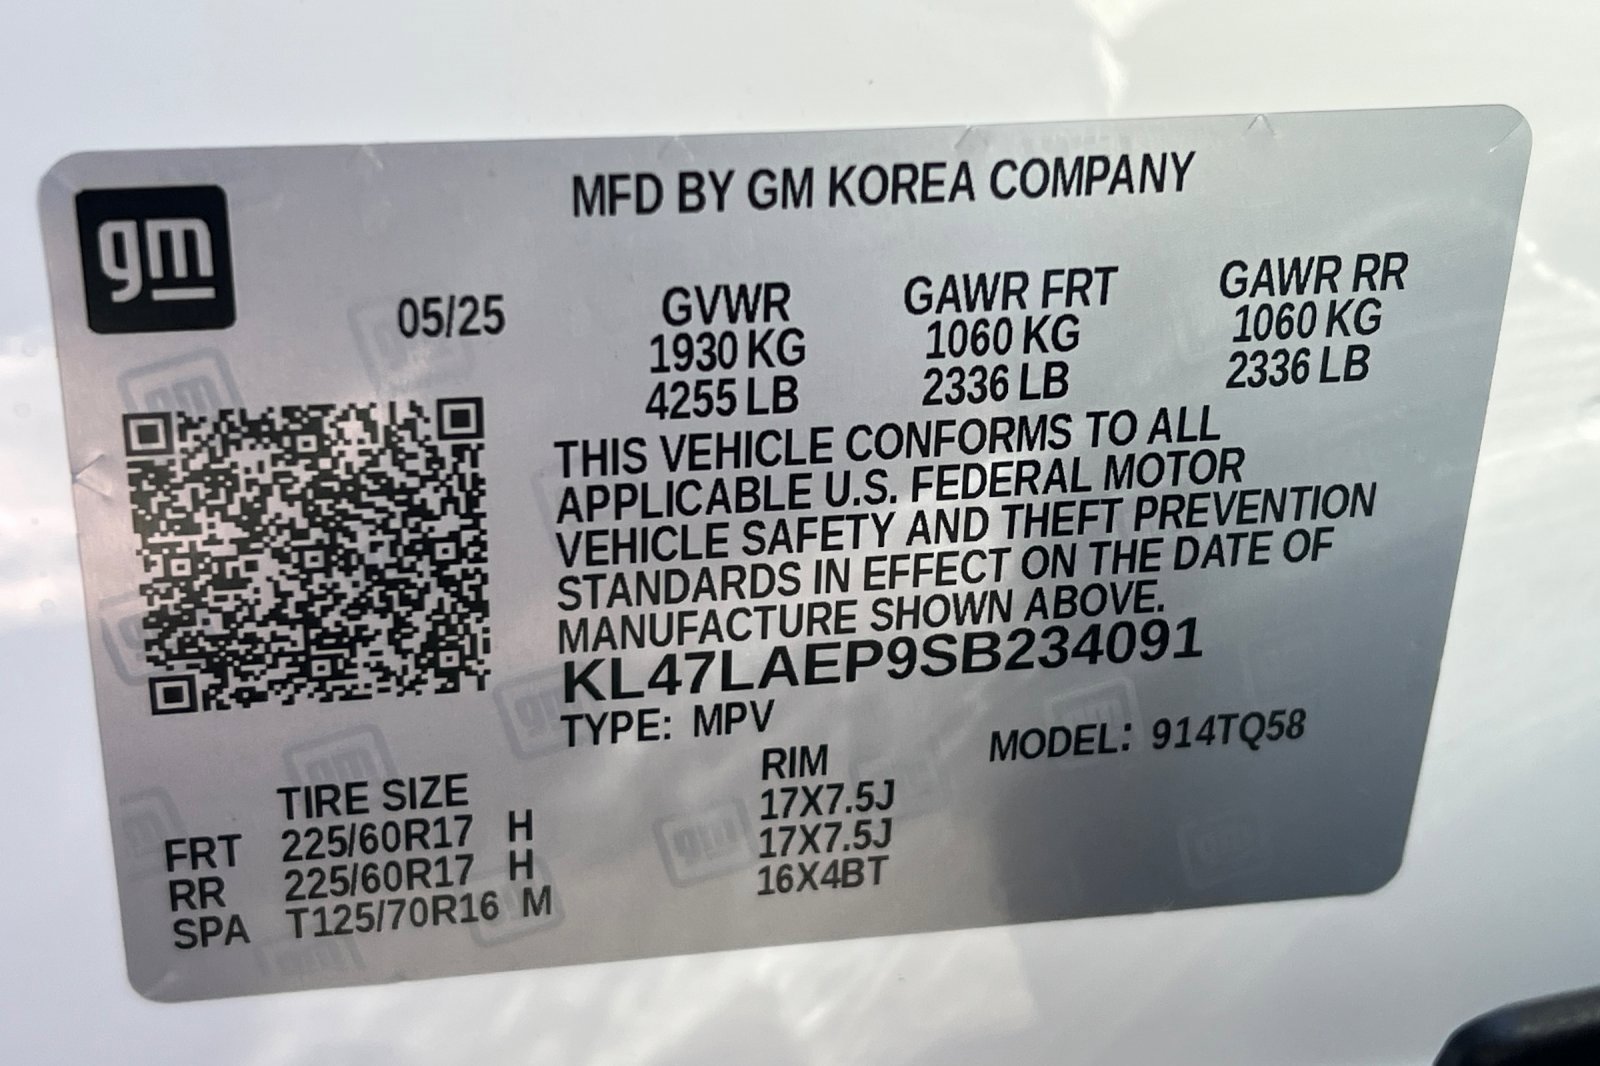 gm
MFD BY GM KOREA COMPANY
05/25
GVWR GAWR FRT GAWR RR
1930 KG 1060 KG 1060 KG
4255 LB 2336 LB 2336 LB
THIS VEHICLE CONFORMS TO ALL
APPLICABLE U.S. FEDERAL MOTOR
VEHICLE SAFETY AND THEFT PREVENTION
STANDARDS IN EFFECT ON THE DATE OF
MANUFACTURE SHOWN ABOVE.
KL47LAEP9SB234091
TYPE: MPV
MODEL: 914TQ58
TIRE SIZE RIM
FRT 225/60R17 H 17X7.5J
RR 225/60R17 H 17X7.5J
SPA T125/70R16 M 16X4BT